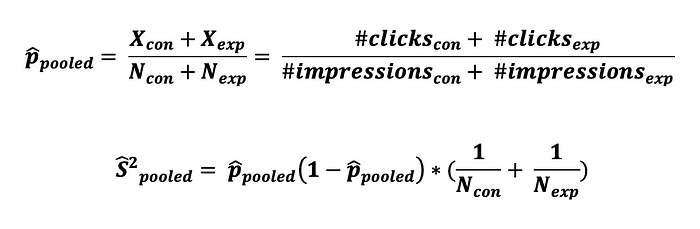 p̂_pooled = (X_con + X_exp) / (N_con + N_exp) = (#clicks_con + #clicks_exp) / (#impressions_con + #impressions_exp)
Ŝ²_pooled = p̂_pooled(1 − p̂_pooled) * (1/N_con + 1/N_exp)